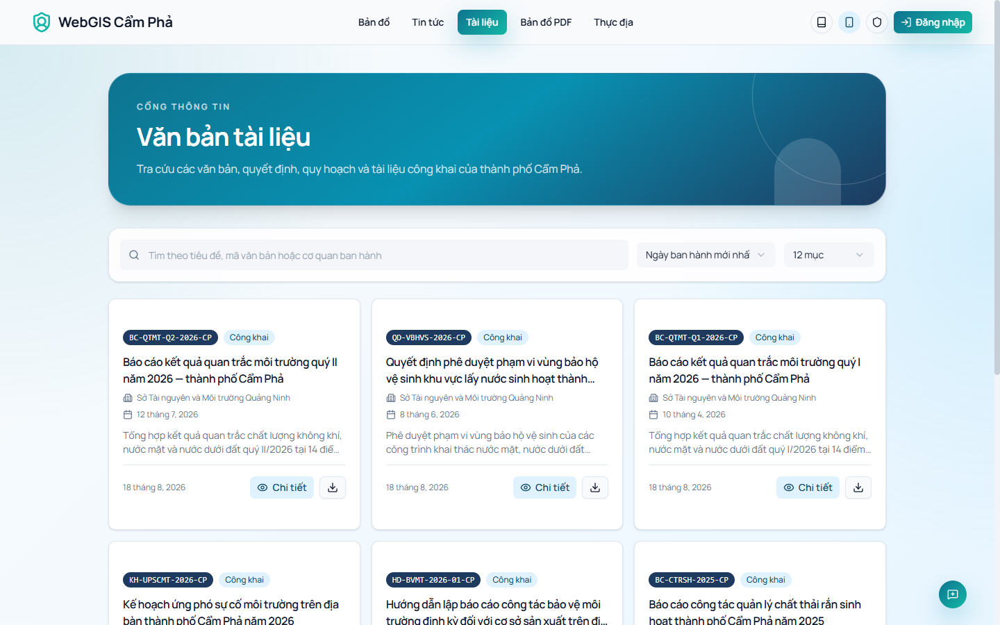 WebGIS Cẩm Phả
Bản đồ
Tin tức
Tài liệu
Bản đồ PDF
Thực địa
Đăng nhập
CỔNG THÔNG TIN
Văn bản tài liệu
Tra cứu các văn bản, quyết định, quy hoạch và tài liệu công khai của thành phố Cẩm Phả.
Tìm theo tiêu đề, mã văn bản hoặc cơ quan ban hành
Ngày ban hành mới nhấ
12 mục
BC-QTMT-Q2-2026-CP
Công khai
Báo cáo kết quả quan trắc môi trường quý II
năm 2026 — thành phố Cẩm Phả
Sở Tài nguyên và Môi trường Quảng Ninh
12 tháng 7, 2026
Tổng hợp kết quả quan trắc chất lượng không khí,
nước mặt và nước dưới đất quý II/2026 tại 14 điể...
18 tháng 8, 2026
Chi tiết
QD-VBHVS-2026-CP
Công khai
Quyết định phê duyệt phạm vi vùng bảo hộ
vệ sinh khu vực lấy nước sinh hoạt thành...
Sở Tài nguyên và Môi trường Quảng Ninh
8 tháng 6, 2026
Phê duyệt phạm vi vùng bảo hộ vệ sinh của các
công trình khai thác nước mặt, nước dưới đất...
18 tháng 8, 2026
Chi tiết
BC-QTMT-Q1-2026-CP
Công khai
Báo cáo kết quả quan trắc môi trường quý I
năm 2026 — thành phố Cẩm Phả
Sở Tài nguyên và Môi trường Quảng Ninh
10 tháng 4, 2026
Tổng hợp kết quả quan trắc chất lượng không khí,
nước mặt và nước dưới đất quý I/2026 tại 14 điểm...
18 tháng 8, 2026
Chi tiết
KH-UPSCMT-2026-CP
Công khai
Kế hoạch ứng phó sự cố môi trường trên địa
bàn thành phố Cẩm Phả năm 2026
HD-BVMT-2026-01-CP
Công khai
Hướng dẫn lập báo cáo công tác bảo vệ môi
trường định kỳ đối với cơ sở sản xuất trên đị...
BC-CTRSH-2025-CP
Công khai
Báo cáo công tác quản lý chất thải rắn sinh
hoạt thành phố Cẩm Phả năm 2025